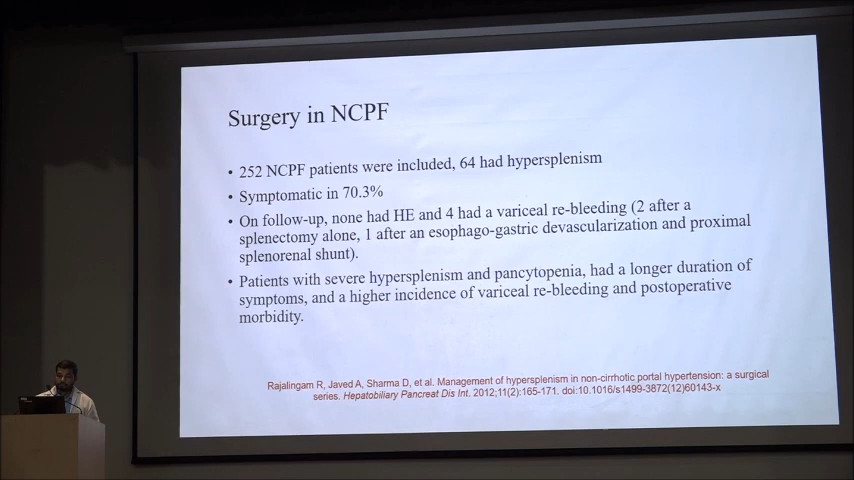 Surgery in NCPF
• 252 NCPF patients were included, 64 had hypersplenism
• Symptomatic in 70.3%
• On follow-up, none had HE and 4 had a variceal re-bleeding (2 after a
splenectomy alone, 1 after an esophago-gastric devascularization and proximal
splenorenal shunt).
• Patients with severe hypersplenism and pancytopenia, had a longer duration of
symptoms, and a higher incidence of variceal re-bleeding and postoperative
morbidity.
Rajalingam R, Javed A, Sharma D, et al. Management of hypersplenism in non-cirrhotic portal hypertension: a surgical
series. Hepatobiliary Pancreat Dis Int. 2012;11(2):165-171. doi:10.1016/s1499-3872(12)60143-x